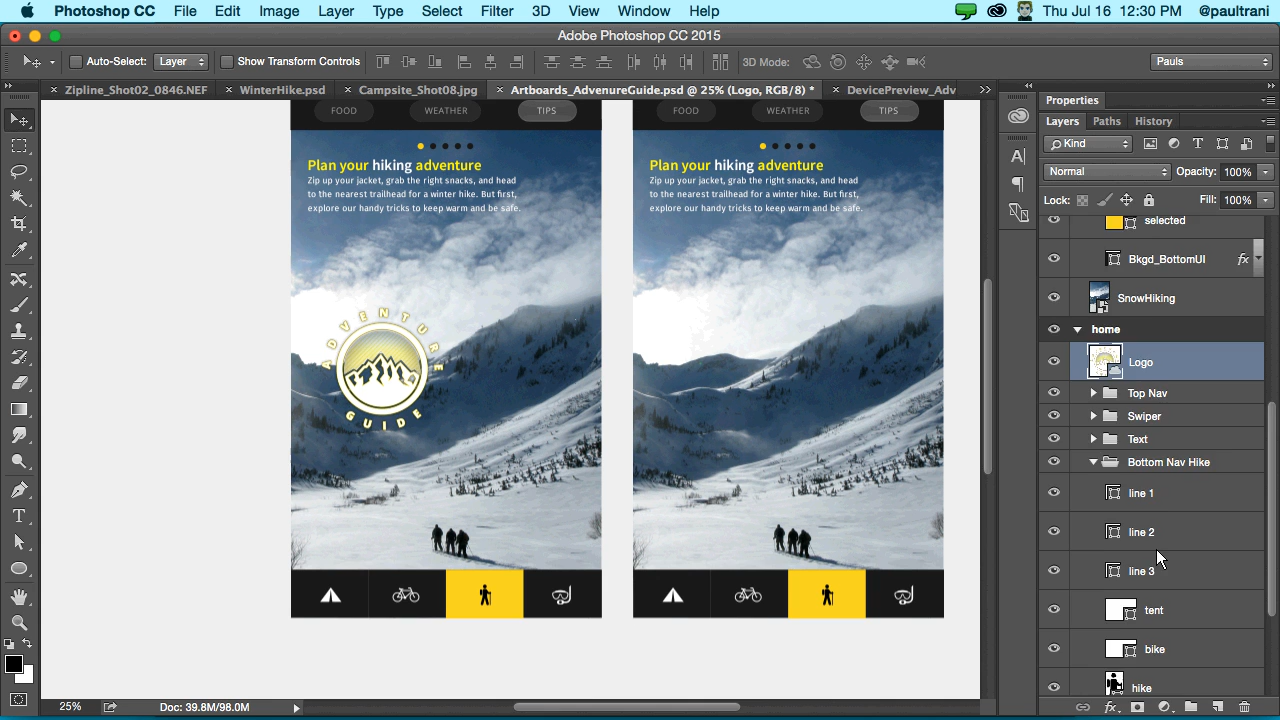 Photoshop CC File Edit Image Layer Type Select Filter 3D View Window Help Thu Jul 16 12:30 PM @paultrani
Adobe Photoshop CC 2015
Auto-Select: Layer Show Transform Controls 3D Mode: Pauls
Zipline_Shot02_0846.NEF WinterHike.psd Campsite_Shot08.jpg Artboards_AdvenureGuide.psd @ 25% (Logo, RGB/8) * DevicePreview_Adv
FOOD WEATHER TIPS
Plan your hiking adventure
Zip up your jacket, grab the right snacks, and head
to the nearest trailhead for a winter hike. But first,
explore our handy tricks to keep warm and be safe.
ADVENTURE
GUIDE
FOOD WEATHER TIPS
Plan your hiking adventure
Zip up your jacket, grab the right snacks, and head
to the nearest trailhead for a winter hike. But first,
explore our handy tricks to keep warm and be safe.
Properties
Layers Paths History
Kind
Normal Opacity: 100%
Lock: Fill: 100%
selected
Bkgd_BottomUI fx
SnowHiking
home
Logo
Top Nav
Swiper
Text
Bottom Nav Hike
line 1
line 2
line 3
tent
bike
hike
fx
25% Doc: 39.8M/98.0M